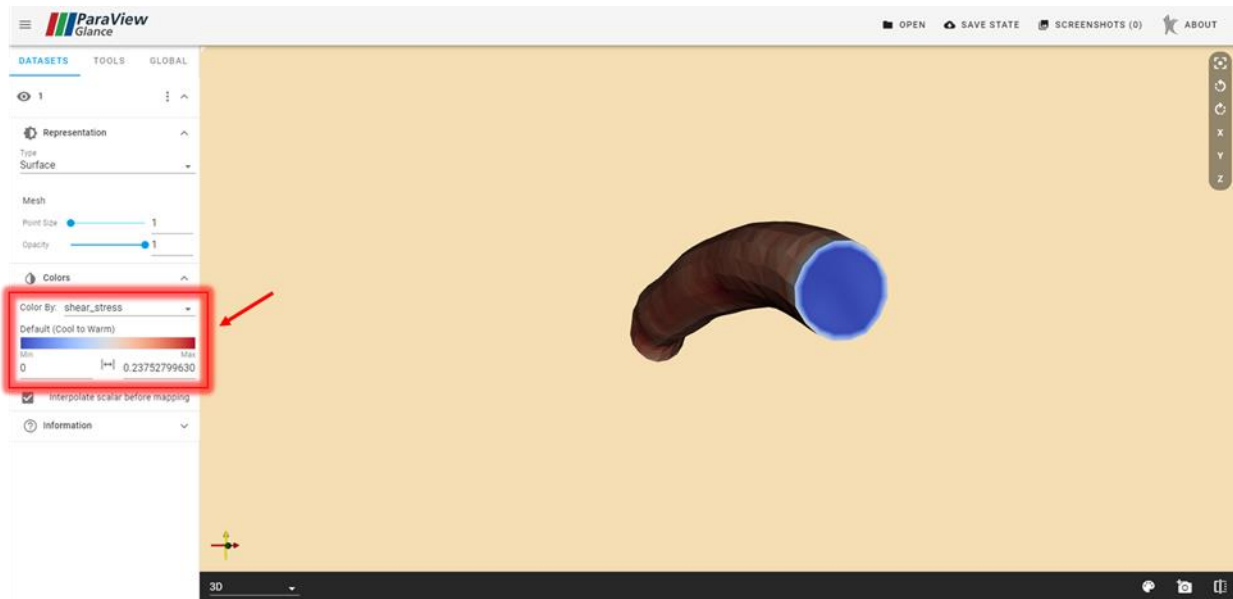 ParaView
Glance
OPEN
SAVE STATE
SCREENSHOTS (0)
ABOUT
DATASETS TOOLS GLOBAL
1
Representation
Type
Surface
Mesh
Point Size 1
Opacity 1
Colors
Color By: shear_stress
Default (Cool to Warm)
Min Max
0 0.23752799630
Interpolate scalar before mapping
Information
X
Y
Z
3D